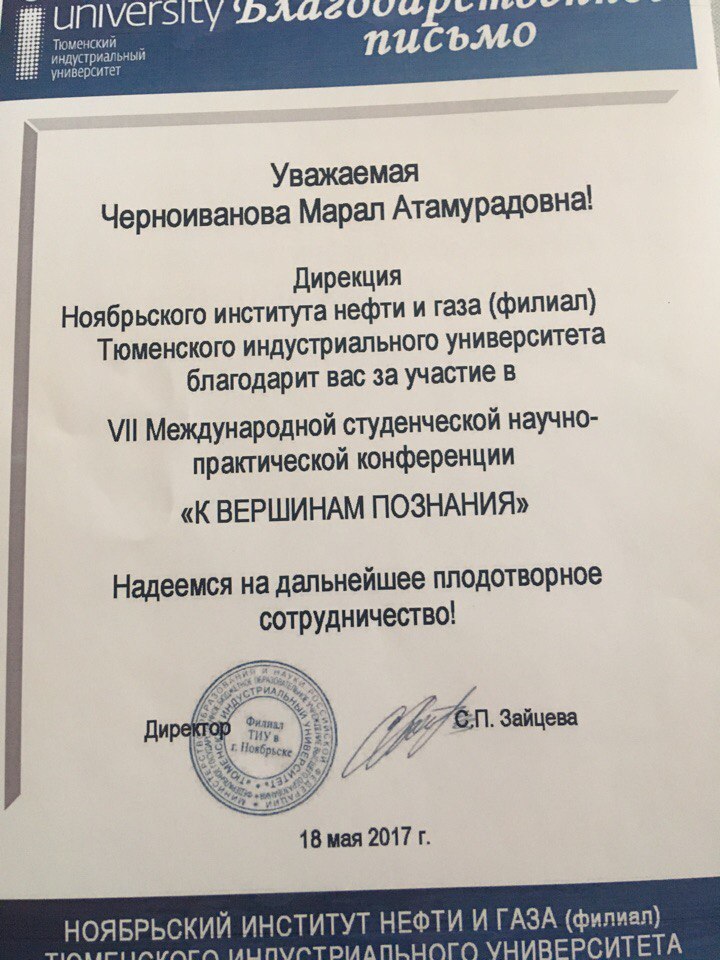 university Благодарственное
письмо
Тюменский
индустриальный
университет
Уважаемая
Черноиванова Марал Атамурадовна!
Дирекция
Ноябрьского института нефти и газа (филиал)
Тюменского индустриального университета
благодарит вас за участие в
VII Международной студенческой научно-
практической конференции
«К ВЕРШИНАМ ПОЗНАНИЯ»
Надеемся на дальнейшее плодотворное
сотрудничество!
Директор
С.П. Зайцева
Филиал
ТИУ в
г. Ноябрьске
18 мая 2017 г.
НОЯБРЬСКИЙ ИНСТИТУТ НЕФТИ И ГАЗА (филиал)
ТЮМЕНСКОГО ИНДУСТРИАЛЬНОГО УНИВЕРСИТЕТА